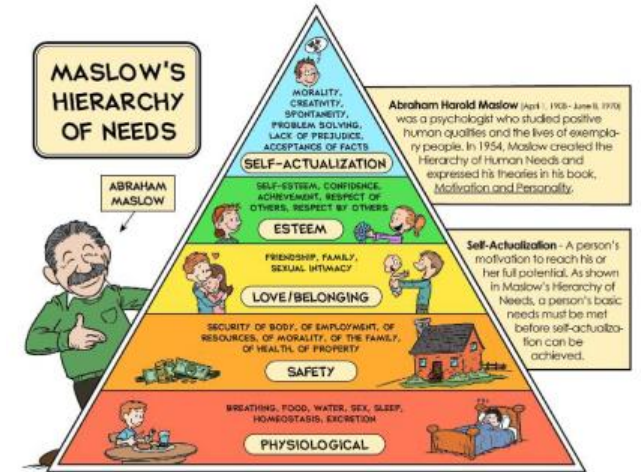 MASLOW'S
HIERARCHY
OF NEEDS
ABRAHAM
MASLOW
MORALITY,
CREATIVITY,
SPONTANEITY,
PROBLEM SOLVING,
LACK OF PREJUDICE,
ACCEPTANCE OF FACTS
SELF-ACTUALIZATION
SELF-ESTEEM, CONFIDENCE,
ACHIEVEMENT, RESPECT OF
OTHERS, RESPECT BY OTHERS
ESTEEM
FRIENDSHIP, FAMILY,
SEXUAL INTIMACY
LOVE/BELONGING
SECURITY OF BODY, OF EMPLOYMENT, OF
RESOURCES, OF MORALITY, OF THE FAMILY,
OF HEALTH, OF PROPERTY
SAFETY
BREATHING, FOOD, WATER, SEX, SLEEP,
HOMEOSTASIS, EXCRETION
PHYSIOLOGICAL
Abraham Harold Maslow (April 1, 1908 - June 8, 1970)
was a psychologist who studied positive
human qualities and the lives of exempla-
ry people. In 1954, Maslow created the
Hierarchy of Human Needs and
expressed his theories in his book,
Motivation and Personality.
Self-Actualization - A person's
motivation to reach his or
her full potential. As shown
in Maslow's Hierarchy of
Needs, a person's basic
needs must be met
before self-actualiza-
tion can be
achieved.